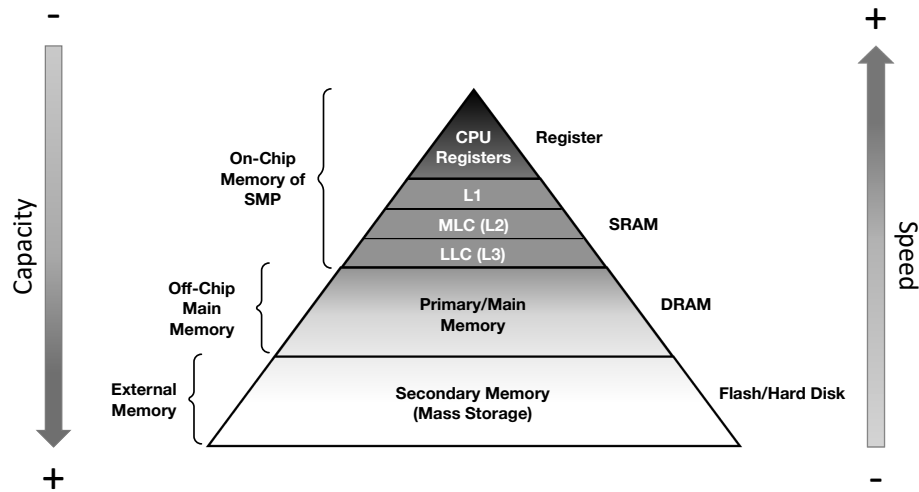 -
+
CPU
Registers
Register
On-Chip
Memory of
SMP
L1
MLC (L2)
SRAM
LLC (L3)
Capacity
Speed
Off-Chip
Main
Memory
Primary/Main
Memory
DRAM
External
Memory
Secondary Memory
(Mass Storage)
Flash/Hard Disk
+
-